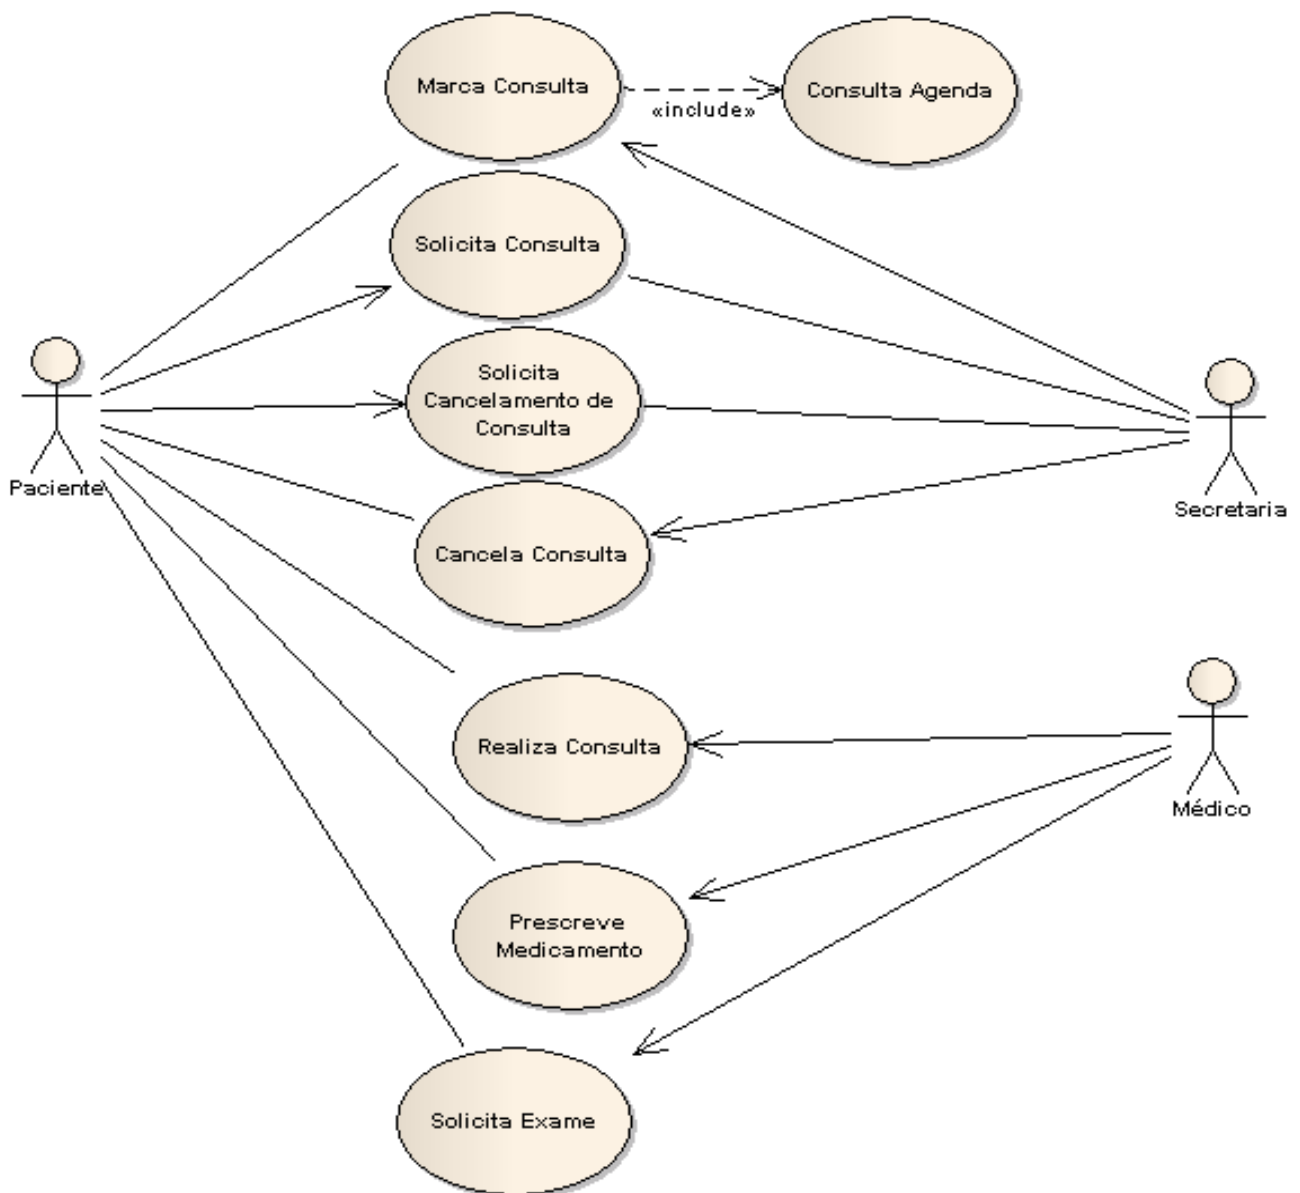 Marca Consulta
Consulta Agenda
«include»
Solicita Consulta
Solicita
Cancelamento de
Consulta
Paciente
Secretaria
Cancela Consulta
Realiza Consulta
Médico
Prescreve
Medicamento
Solicita Exame